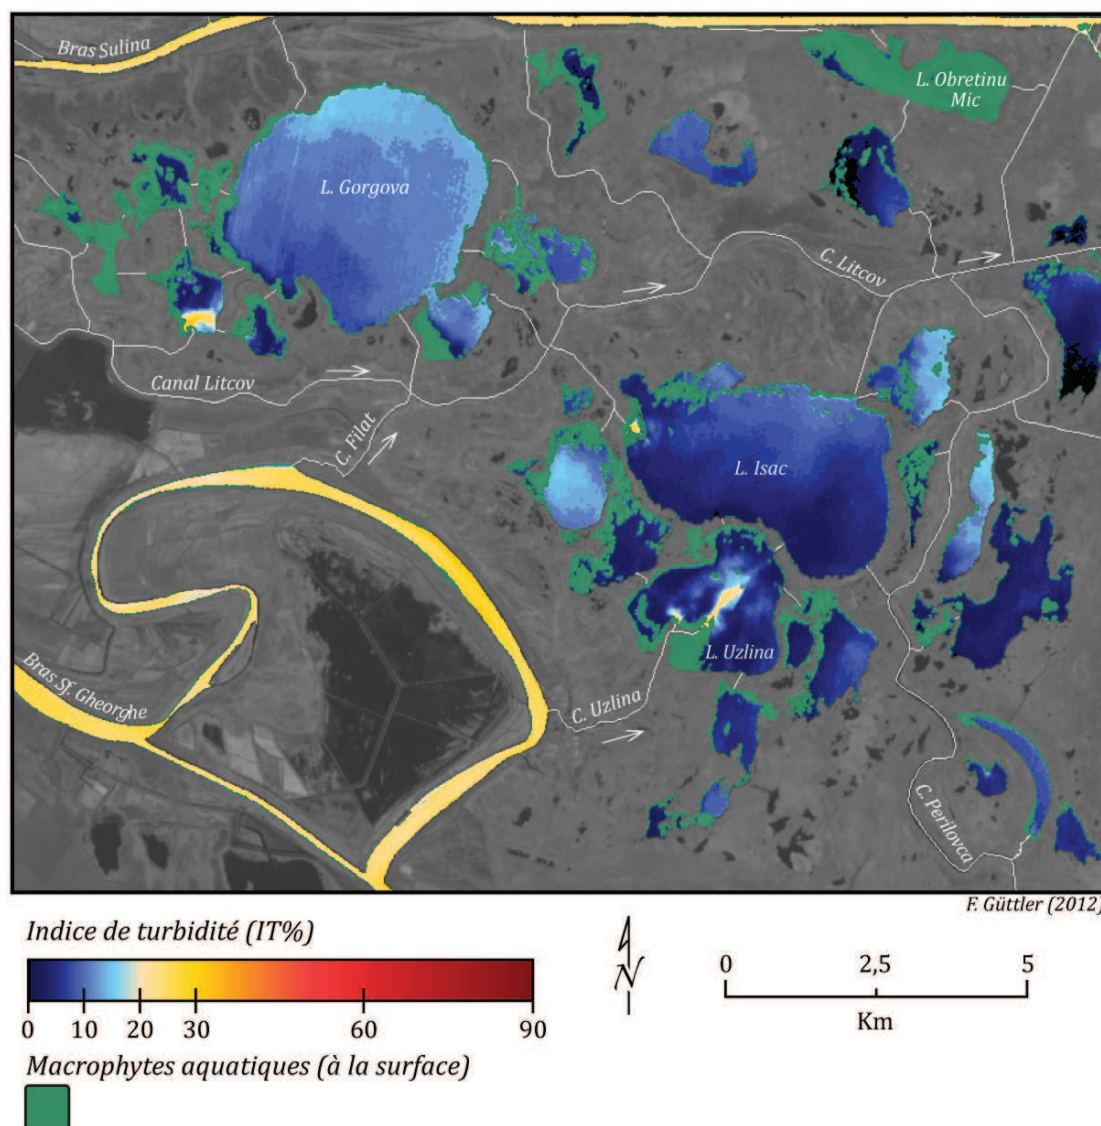 Bras Sulina
L. Obretinu
Mic
L. Gorgova
C. Litcov
Canal Litcov
C. Filat
L. Isac
L. Uzlina
Bras Sf. Gheorghe
C. Uzlina
C. Perilovca
F. Güttler (2012)
Indice de turbidité (IT%)
0 10 20 30 60 90
N
0 2,5 5
Km
Macrophytes aquatiques (à la surface)